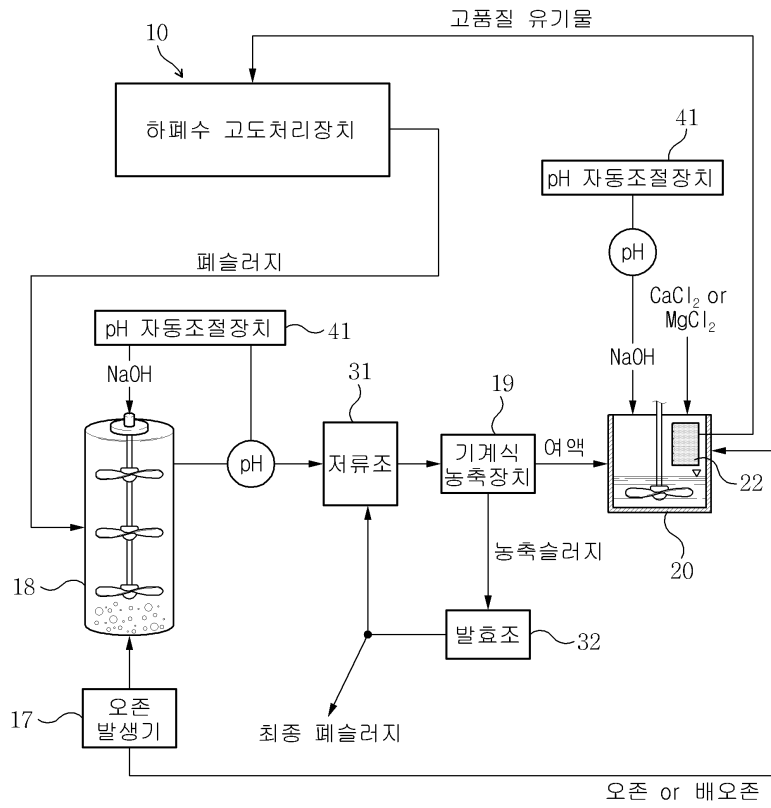 고품질 유기물
10
하폐수 고도처리장치
41
pH 자동조절장치
pH
폐슬러지
CaCl₂ or
MgCl₂
pH 자동조절장치
41
NaOH
NaOH
31
19
pH
저류조
기계식
농축장치
여액
22
20
농축슬러지
18
발효조
32
17
오존
발생기
최종 폐슬러지
오존 or 배오존